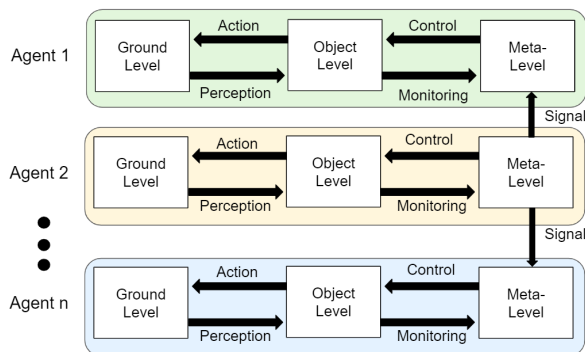 Agent 1
Ground
Level
Action
Perception
Object
Level
Control
Monitoring
Meta-
Level
Signal
Agent 2
Ground
Level
Action
Perception
Object
Level
Control
Monitoring
Meta-
Level
Signal
Agent n
Ground
Level
Action
Perception
Object
Level
Control
Monitoring
Meta-
Level